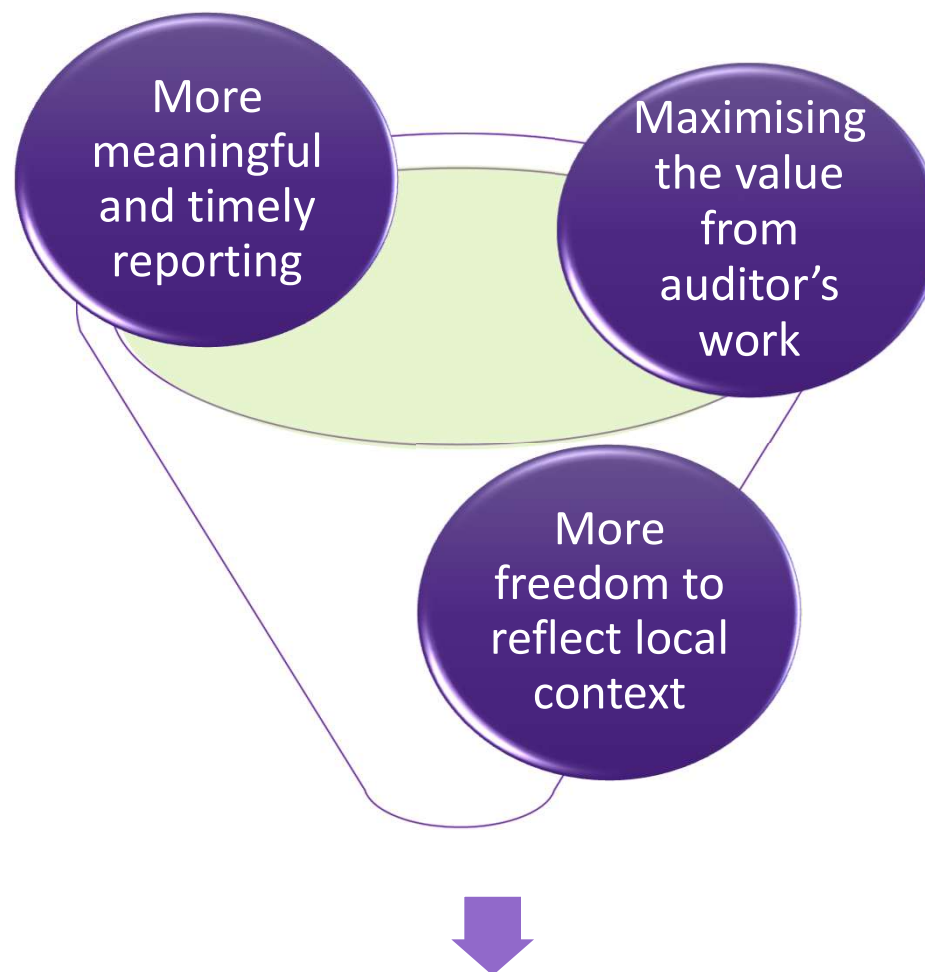 More
meaningful
and timely
reporting
Maximising
the value
from
auditor’s
work
More
freedom to
reflect local
context